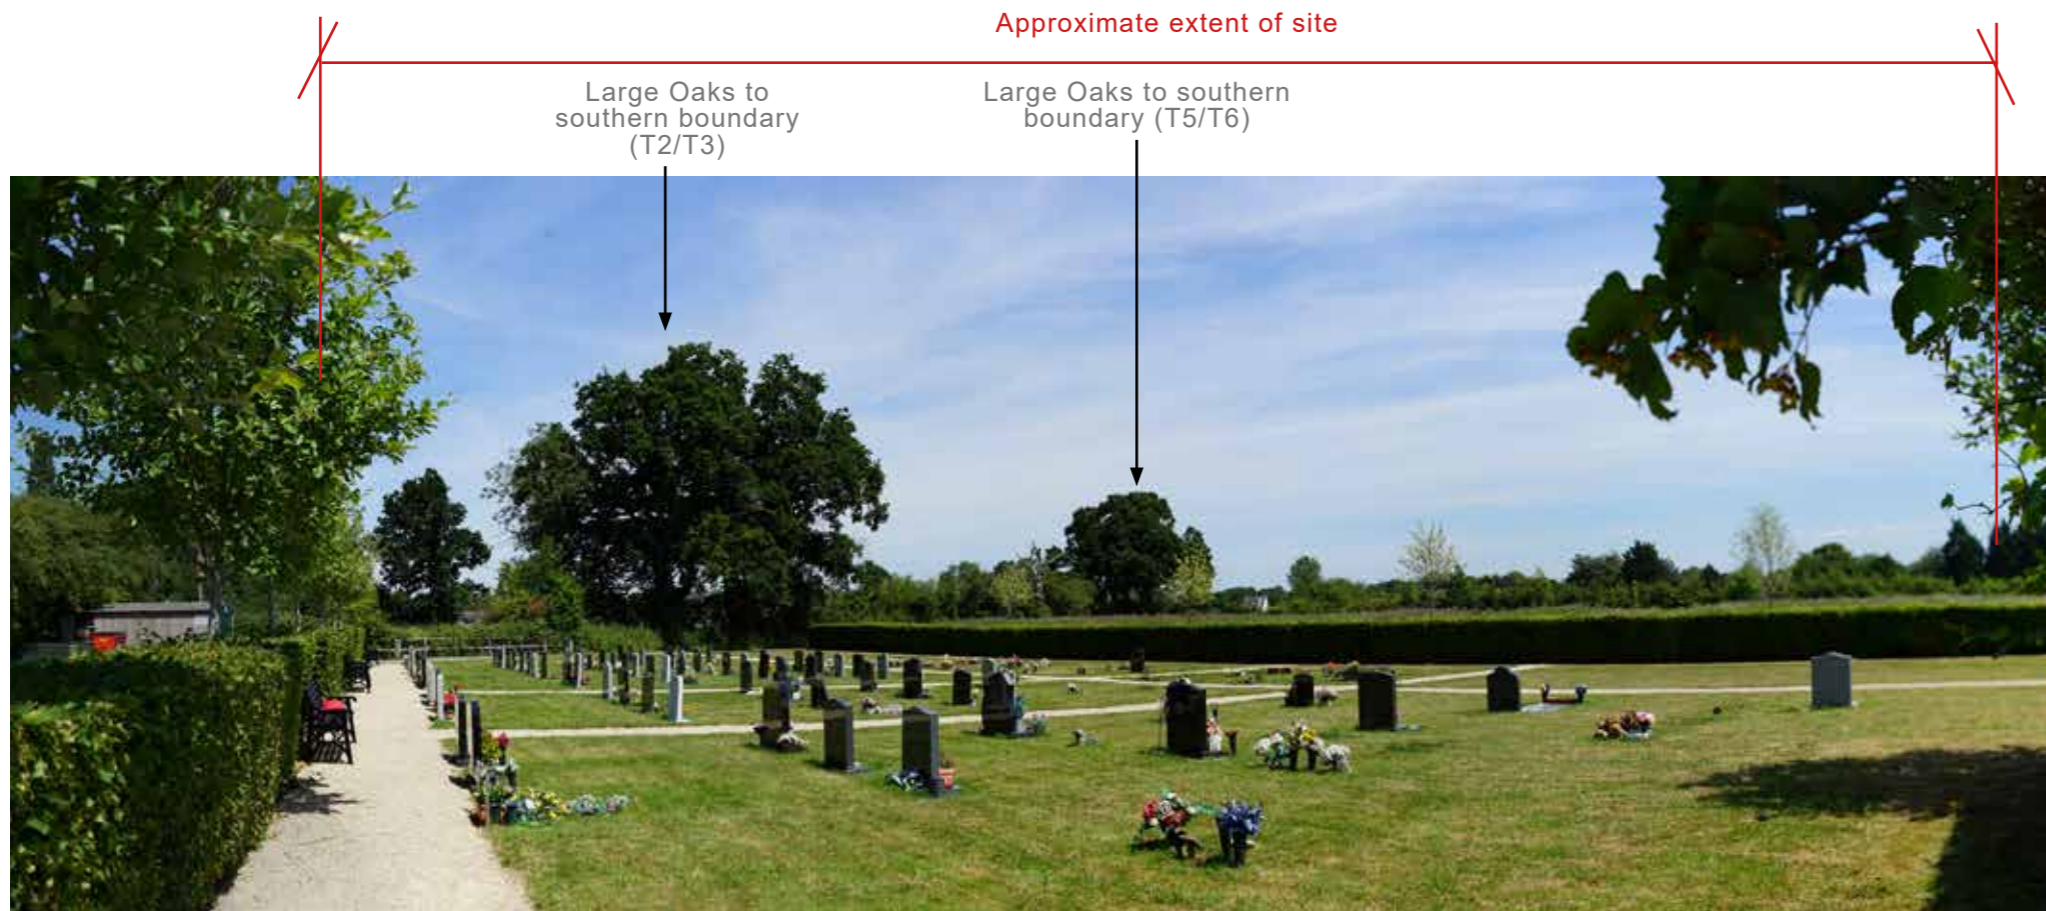 Approximate extent of site
Large Oaks to
southern boundary
(T2/T3)
Large Oaks to southern
boundary (T5/T6)